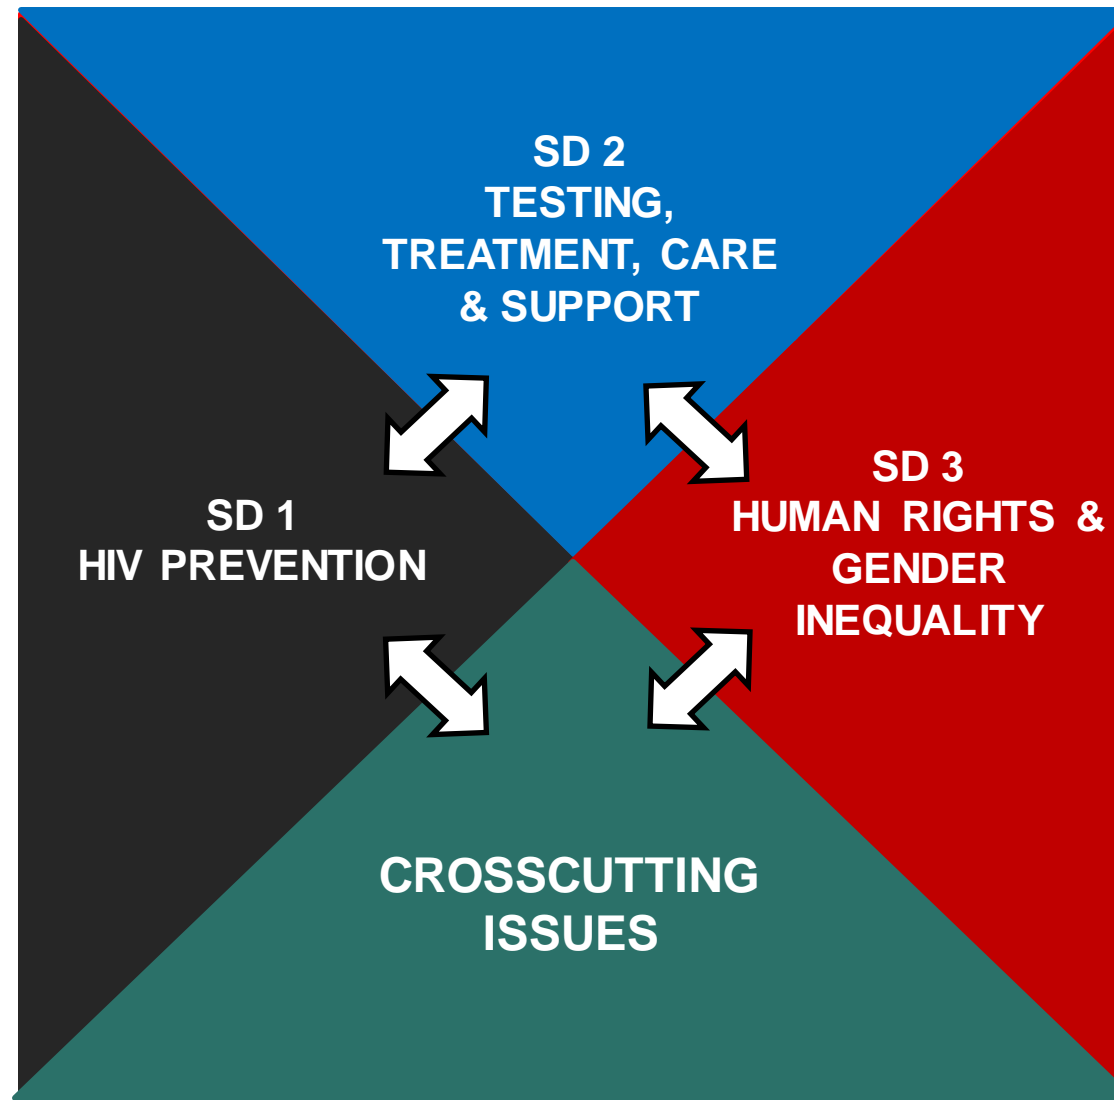 SD 2
TESTING,
TREATMENT, CARE
& SUPPORT
SD 1
HIV PREVENTION
SD 3
HUMAN RIGHTS &
GENDER
INEQUALITY
CROSSCUTTING
ISSUES